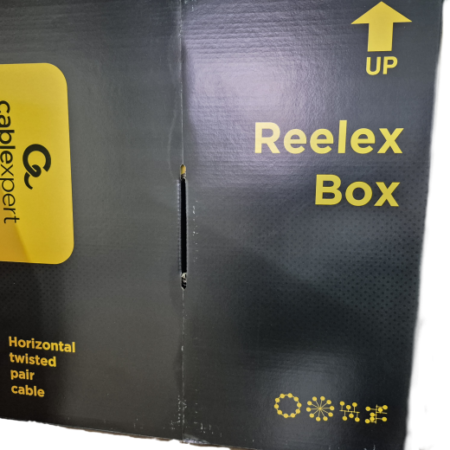 UP
Reelex
Box
cablexpert
Horizontal
twisted
pair
cable